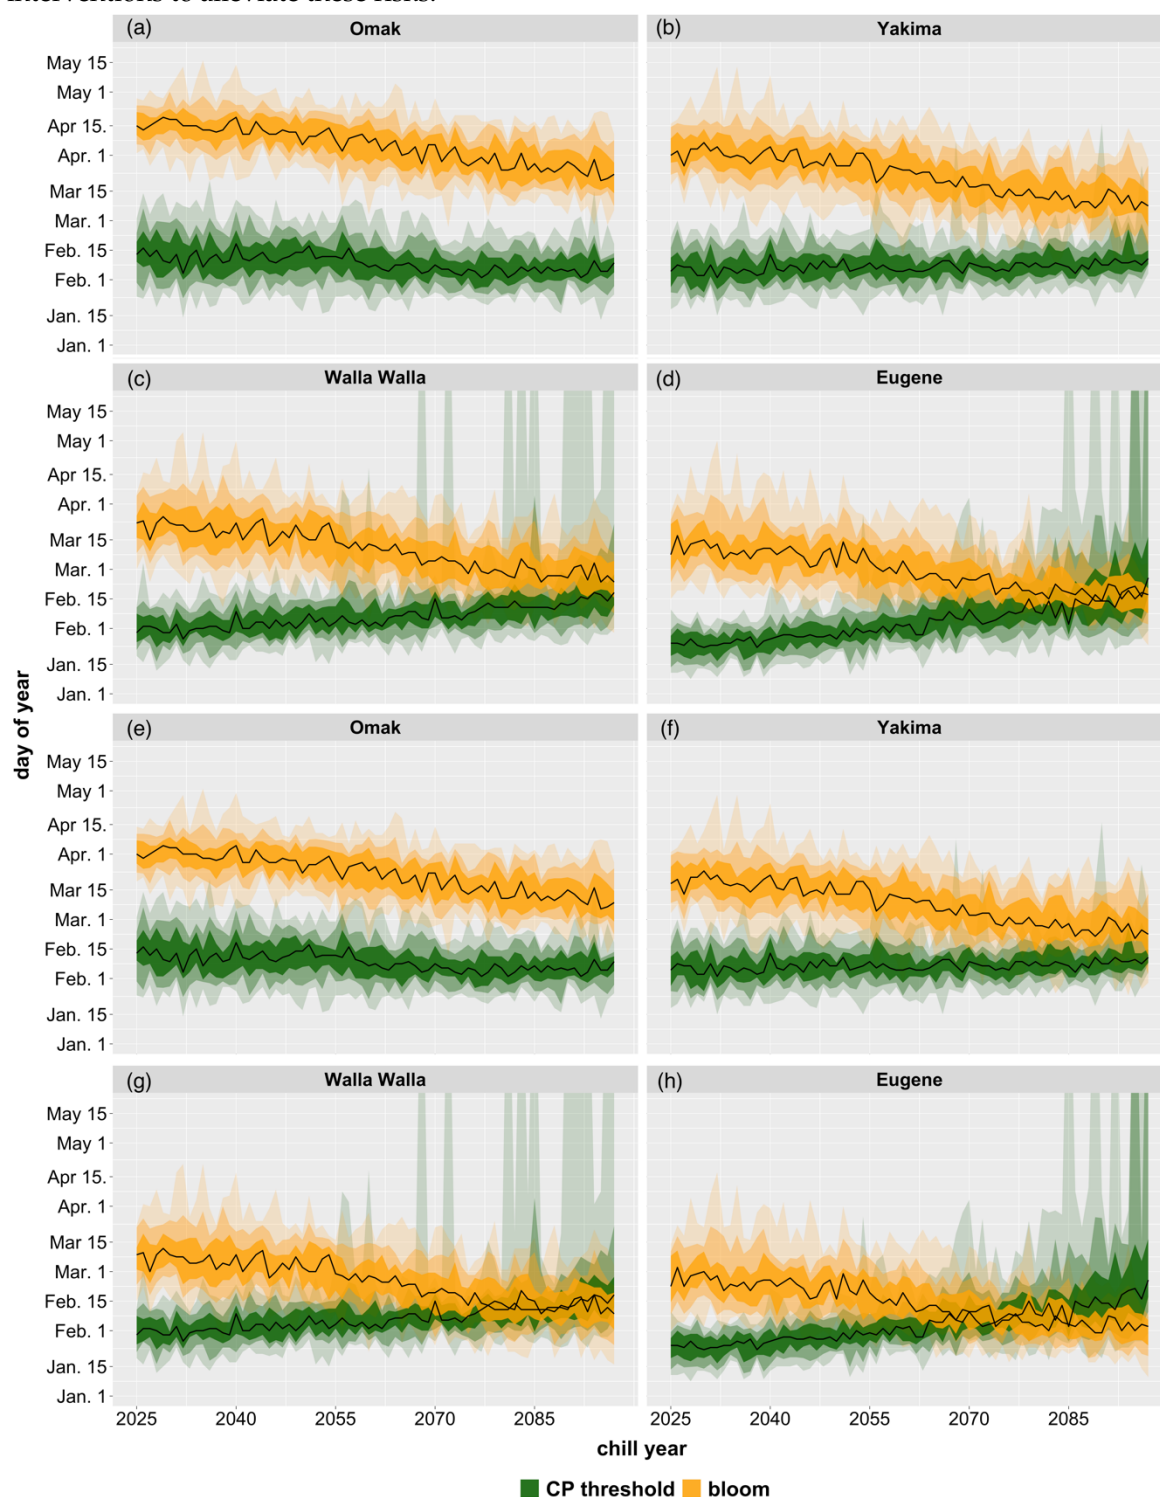 interventions to alleviate these risks.
(a) Omak
(b) Yakima
May 15
May 1
Apr 15.
Apr. 1
Mar 15
Mar. 1
Feb. 15
Feb. 1
Jan. 15
Jan. 1
(c) Walla Walla
(d) Eugene
May 15
May 1
Apr 15.
Apr. 1
Mar 15
Mar. 1
Feb. 15
Feb. 1
Jan. 15
Jan. 1
day of year
(e) Omak
(f) Yakima
May 15
May 1
Apr 15.
Apr. 1
Mar 15
Mar. 1
Feb. 15
Feb. 1
Jan. 15
Jan. 1
(g) Walla Walla
(h) Eugene
May 15
May 1
Apr 15.
Apr. 1
Mar 15
Mar. 1
Feb. 15
Feb. 1
Jan. 15
Jan. 1
2025 2040 2055 2070 2085
2025 2040 2055 2070 2085
chill year
CP threshold bloom